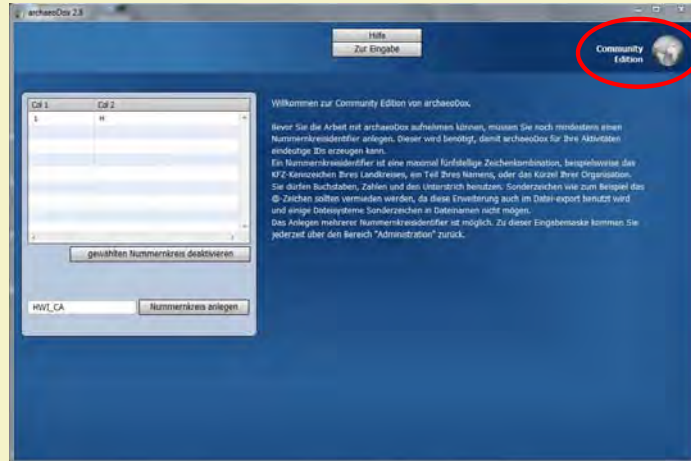 archaeoDox 2.8
Hilfe
Zur Eingabe
Community
Edition
Col 1 Col 2
1 H
gewählten Nummernkreis deaktivieren
HWI_CA Nummernkreis anlegen
Willkommen zur Community Edition von archaeoDox.
Bevor Sie die Arbeit mit archaeoDox aufnehmen können, müssen Sie noch mindestens einen
Nummernkreisidentifier anlegen. Dieser wird benötigt, damit archaeoDox für Ihre Aktivitäten
eindeutige IDs erzeugen kann.
Ein Nummernkreisidentifier ist eine maximal fünfstellige Zeichenkombination, beispielsweise das
KFZ-Kennzeichen Ihres Landkreises, ein Teil Ihres Namens, oder das Kürzel Ihrer Organisation.
Sie dürfen Buchstaben, Zahlen und den Unterstrich benutzen. Sonderzeichen wie zum Beispiel das
@-Zeichen sollten vermieden werden, da diese Erweiterung auch im Datei-export benutzt wird
und einige Dateisysteme Sonderzeichen in Dateinamen nicht mögen.
Das Anlegen mehrerer Nummernkreisidentifier ist möglich. Zu dieser Eingabemaske kommen Sie
jederzeit über den Bereich "Administration" zurück.